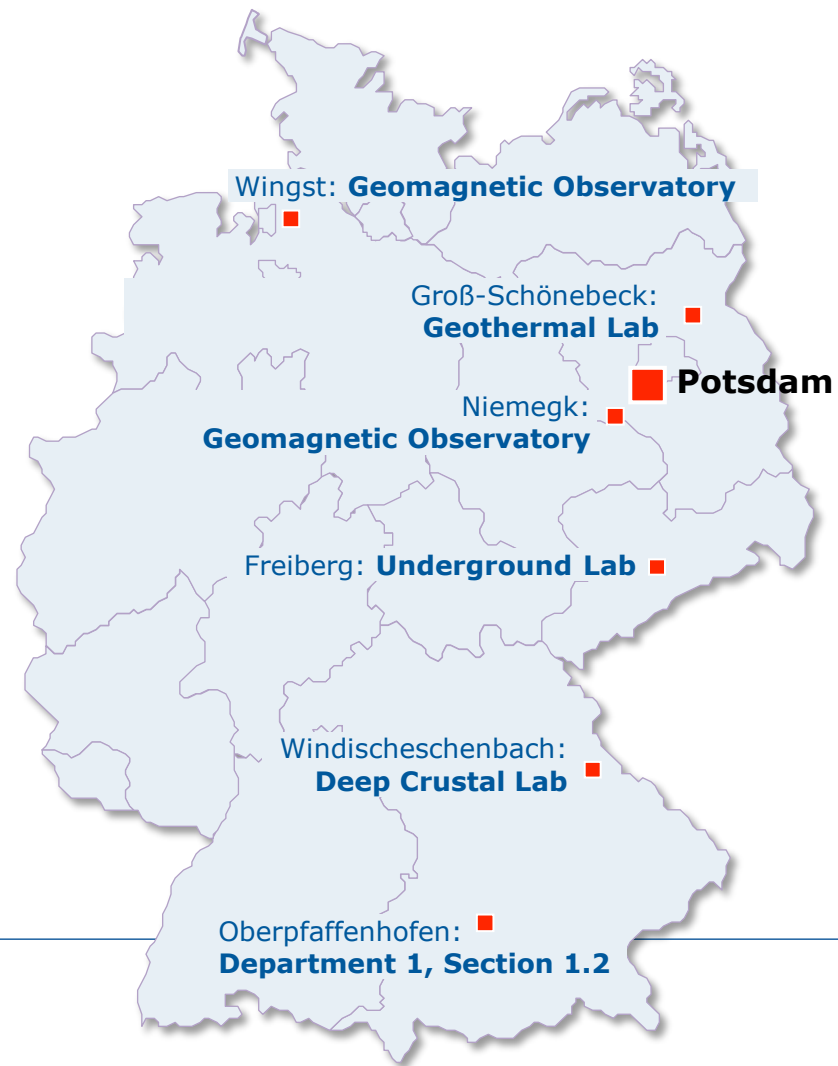 Wingst: Geomagnetic Observatory
Groß-Schönebeck:
Geothermal Lab
Potsdam
Niemegk:
Geomagnetic Observatory
Freiberg: Underground Lab
Windischeschenbach:
Deep Crustal Lab
Oberpfaffenhofen:
Department 1, Section 1.2